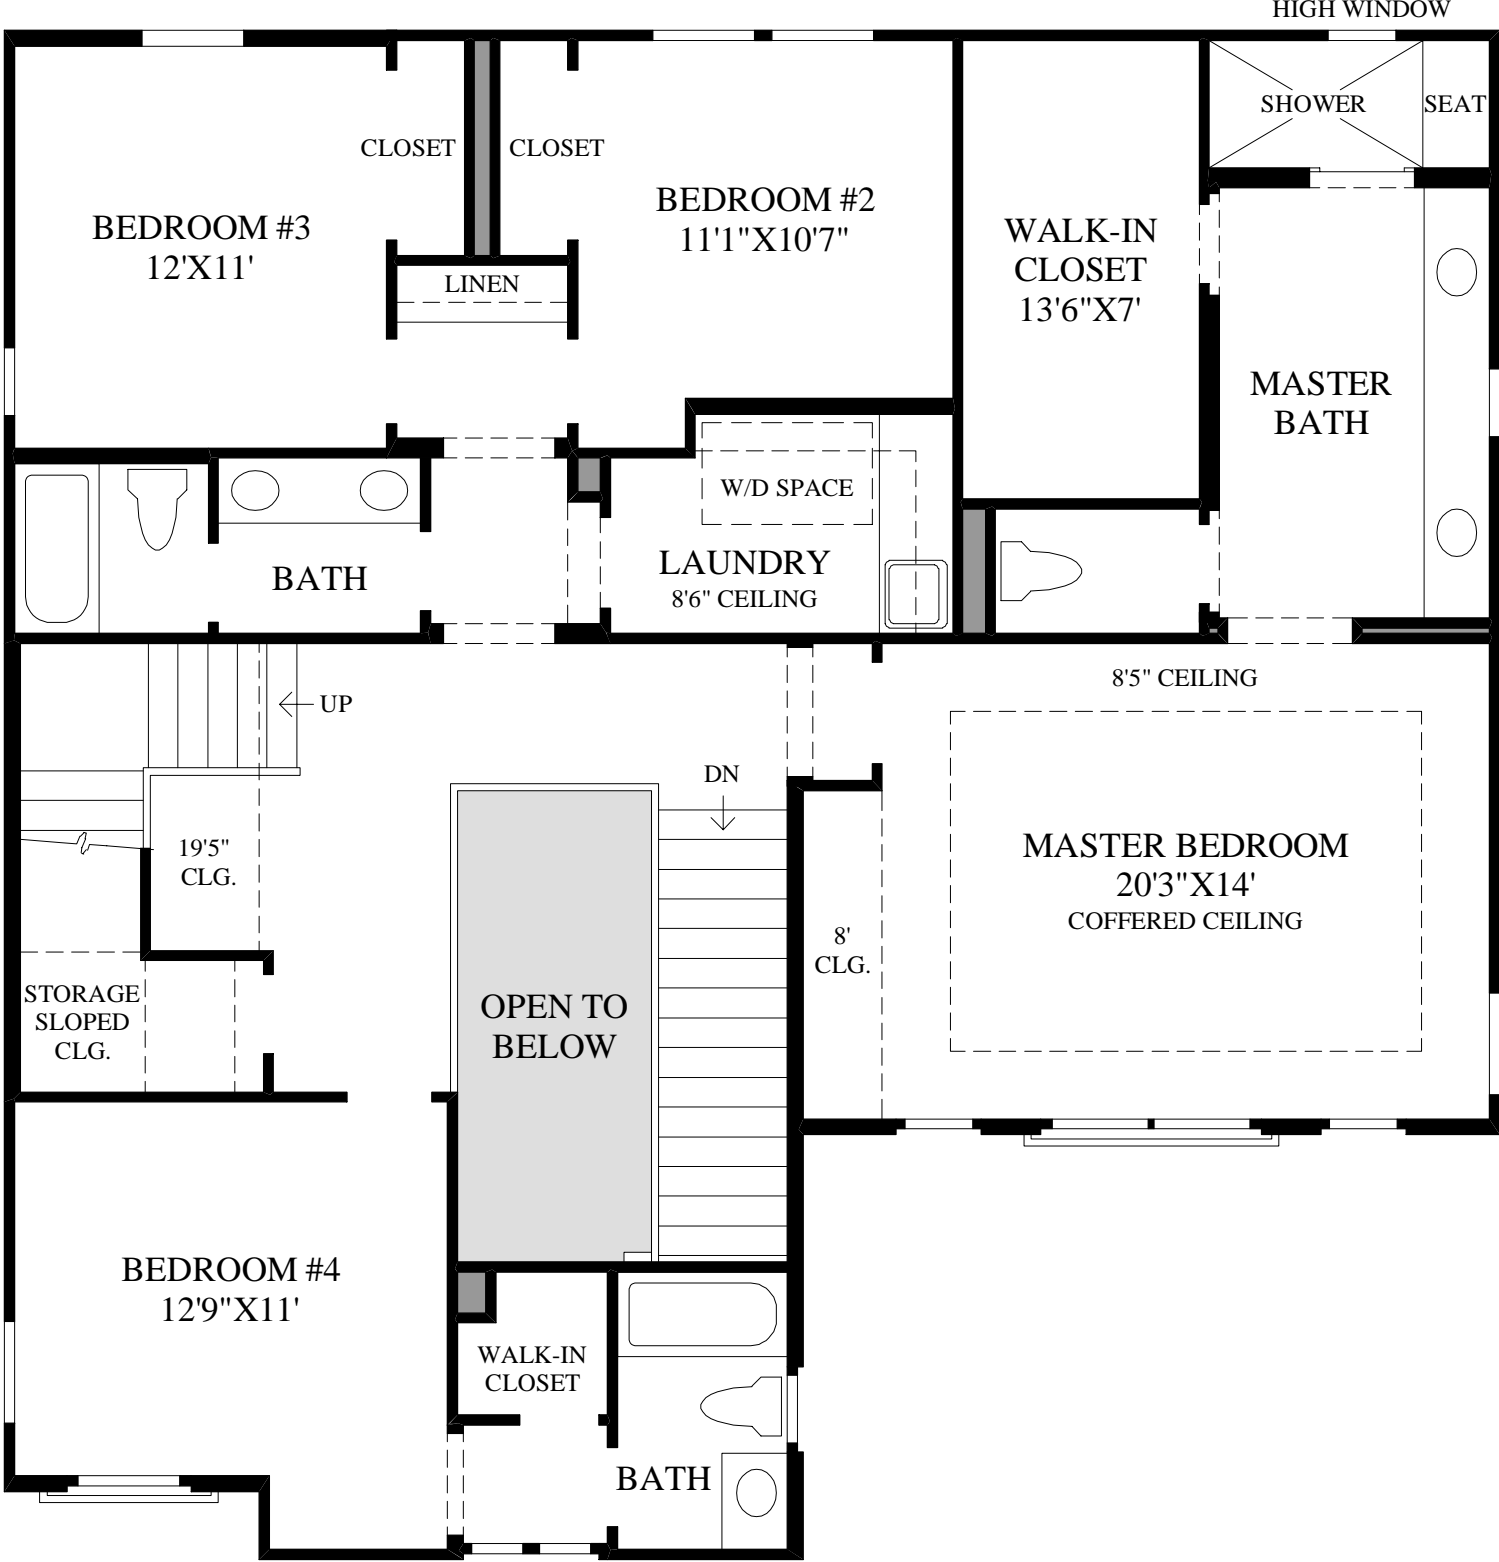 HIGH WINDOW
SHOWER
SEAT
CLOSET
CLOSET
BEDROOM #3
12'X11'
BEDROOM #2
11'1"X10'7"
WALK-IN
CLOSET
13'6"X7'
LINEN
MASTER
BATH
W/D SPACE
BATH
LAUNDRY
8'6" CEILING
UP
8'5" CEILING
DN
19'5"
CLG.
MASTER BEDROOM
20'3"X14'
COFFERED CEILING
8'
CLG.
STORAGE
SLOPED
CLG.
OPEN TO
BELOW
BEDROOM #4
12'9"X11'
WALK-IN
CLOSET
BATH